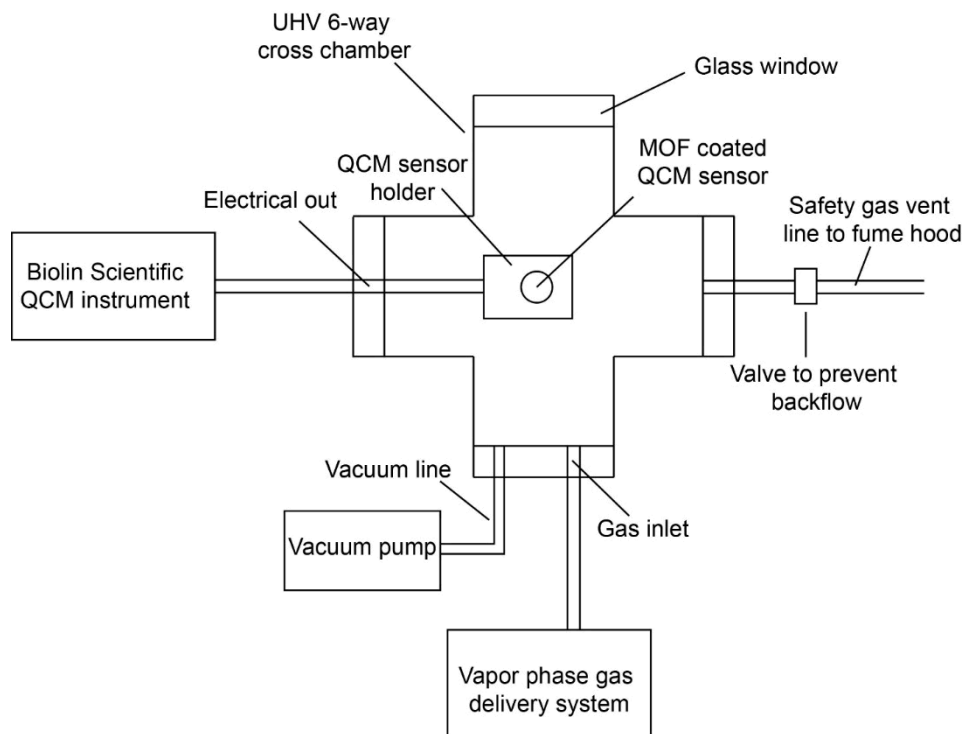 UHV 6-way
cross chamber
Glass window
QCM sensor
holder
MOF coated
QCM sensor
Electrical out
Safety gas vent
line to fume hood
Biolin Scientific
QCM instrument
Valve to prevent
backflow
Vacuum line
Gas inlet
Vacuum pump
Vapor phase gas
delivery system